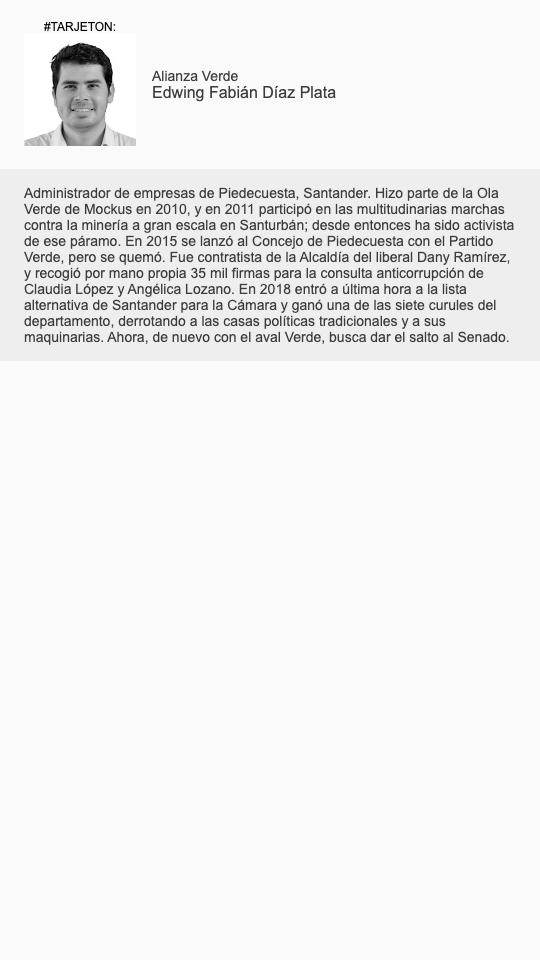 #TARJETON:
Alianza Verde
Edwing Fabián Díaz Plata
Administrador de empresas de Piedecuesta, Santander. Hizo parte de la Ola
Verde de Mockus en 2010, y en 2011 participó en las multitudinarias marchas
contra la minería a gran escala en Santurbán; desde entonces ha sido activista
de ese páramo. En 2015 se lanzó al Concejo de Piedecuesta con el Partido
Verde, pero se quemó. Fue contratista de la Alcaldía del liberal Dany Ramírez,
y recogió por mano propia 35 mil firmas para la consulta anticorrupción de
Claudia López y Angélica Lozano. En 2018 entró a última hora a la lista
alternativa de Santander para la Cámara y ganó una de las siete curules del
departamento, derrotando a las casas políticas tradicionales y a sus
maquinarias. Ahora, de nuevo con el aval Verde, busca dar el salto al Senado.